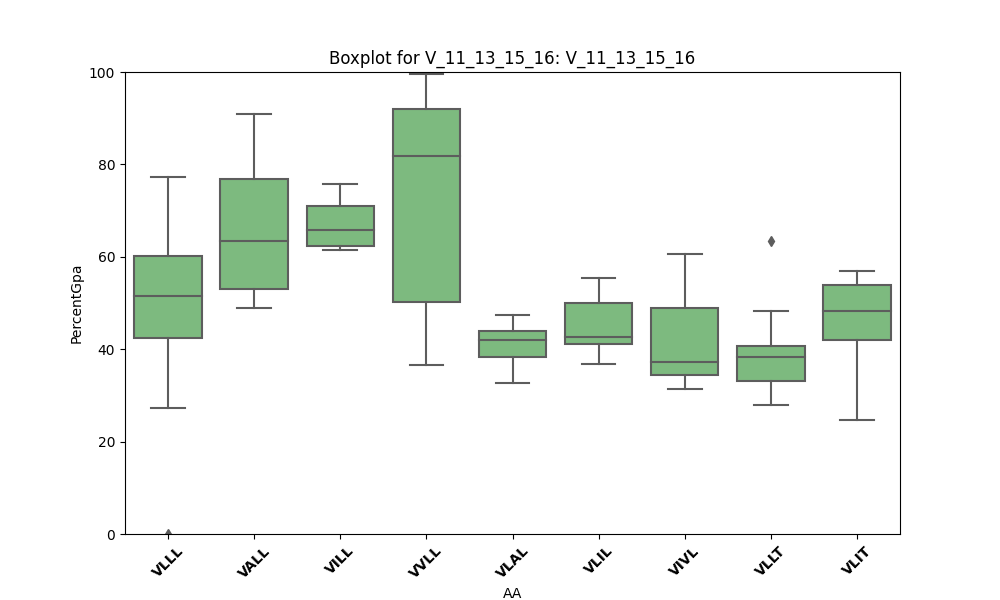 Boxplot for V_11_13_15_16: V_11_13_15_16
100
80
60
40
20
0
PercentGpa
VLLL VALL VILL VVLL VLAL VLIL VIVL VLLT VLIT
AA